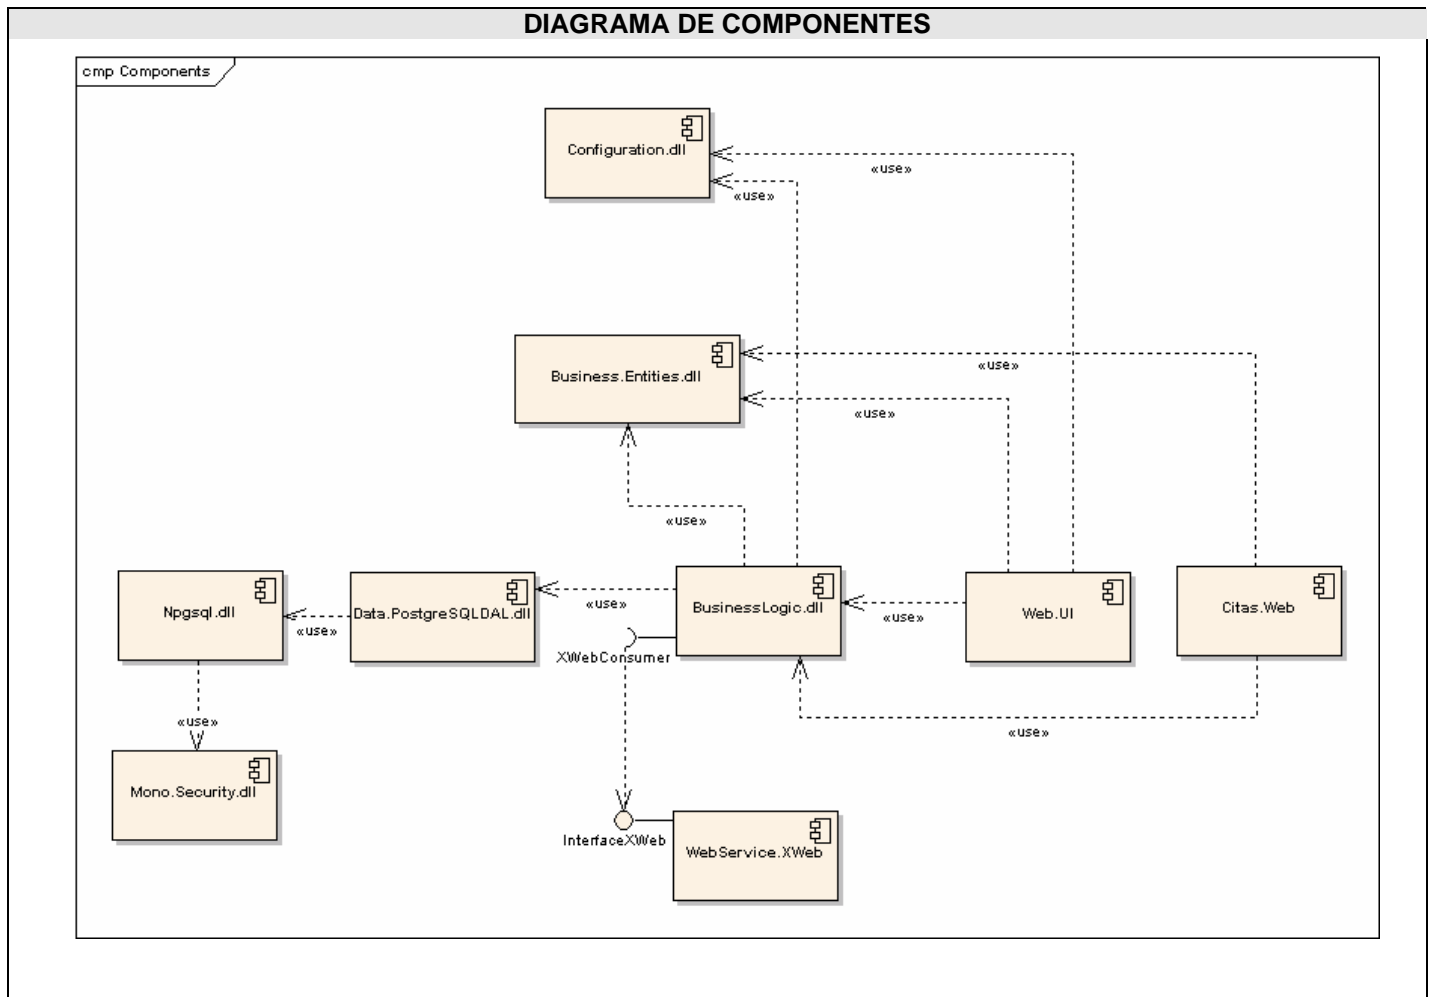 DIAGRAMA DE COMPONENTES
cmp Components
Configuration.dll
«use»
«use»
Business.Entities.dll
«use»
«use»
«use»
Npgsql.dll
Data.PostgreSQLDAL.dll
BusinessLogic.dll
Web.UI
Citas.Web
«use»
«use»
«use»
XWebConsumer
«use»
«use»
Mono.Security.dll
InterfaceXWeb
WebService.XWeb